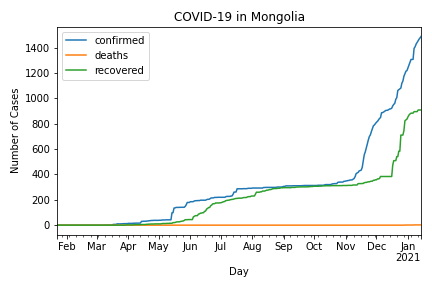 COVID-19 in Mongolia
confirmed
deaths
recovered
Number of Cases
1400
1200
1000
800
600
400
200
0
Feb Mar Apr May Jun Jul Aug Sep Oct Nov Dec Jan
2021
Day